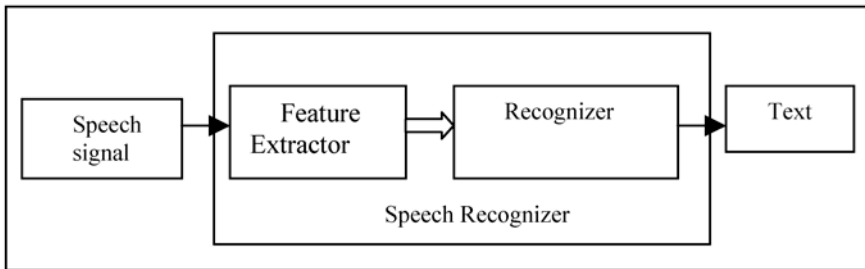 Speech
signal
Feature
Extractor
Recognizer
Text
Speech Recognizer